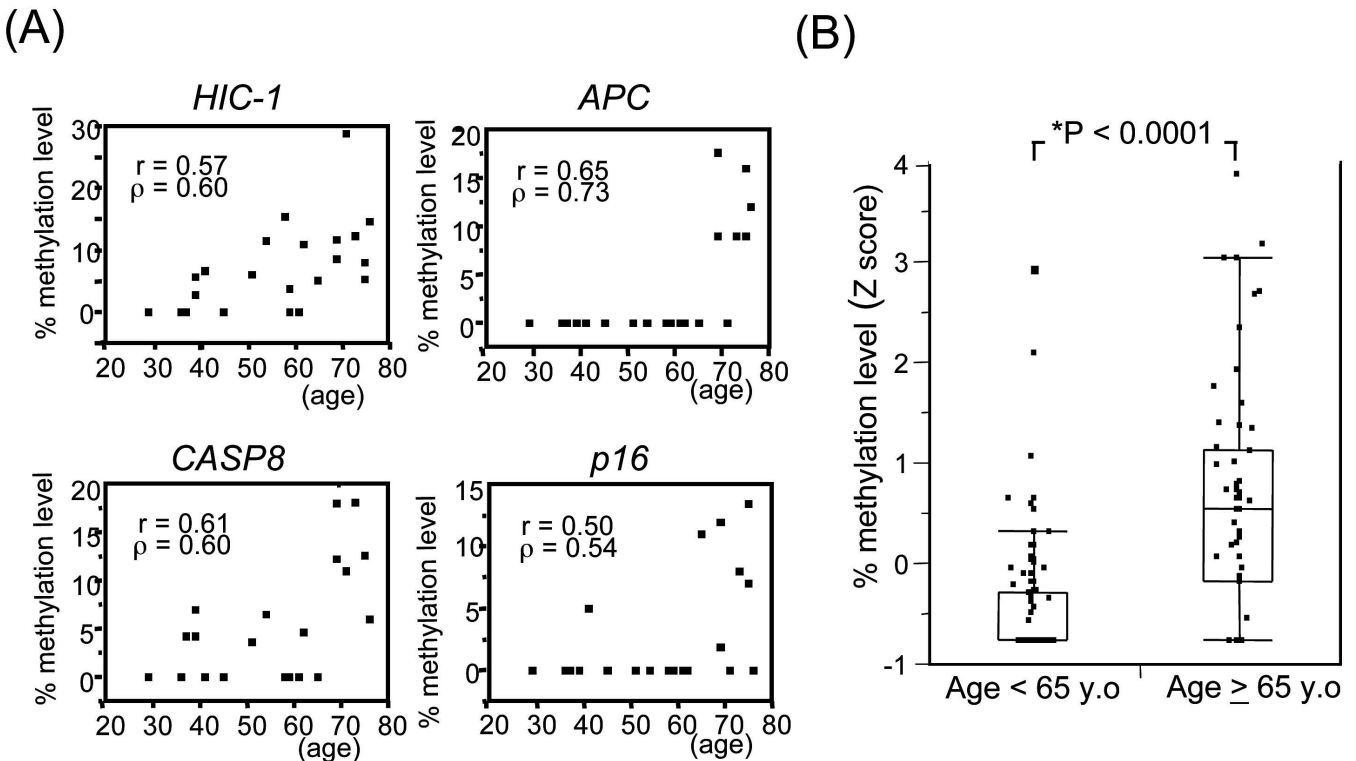 (A)
HIC-1
% methylation level
30
20
10
0
r = 0.57
ρ = 0.60
20 30 40 50 60 70 80
(age)
APC
% methylation level
20
15
10
5
0
r = 0.65
ρ = 0.73
20 30 40 50 60 70 80
(age)
CASP8
% methylation level
20
15
10
5
0
r = 0.61
ρ = 0.60
20 30 40 50 60 70 80
(age)
p16
% methylation level
15
10
5
0
r = 0.50
ρ = 0.54
20 30 40 50 60 70 80
(age)
(B)
*P < 0.0001
% methylation level (Z score)
4
3
2
1
0
-1
Age < 65 y.o
Age ≥ 65 y.o